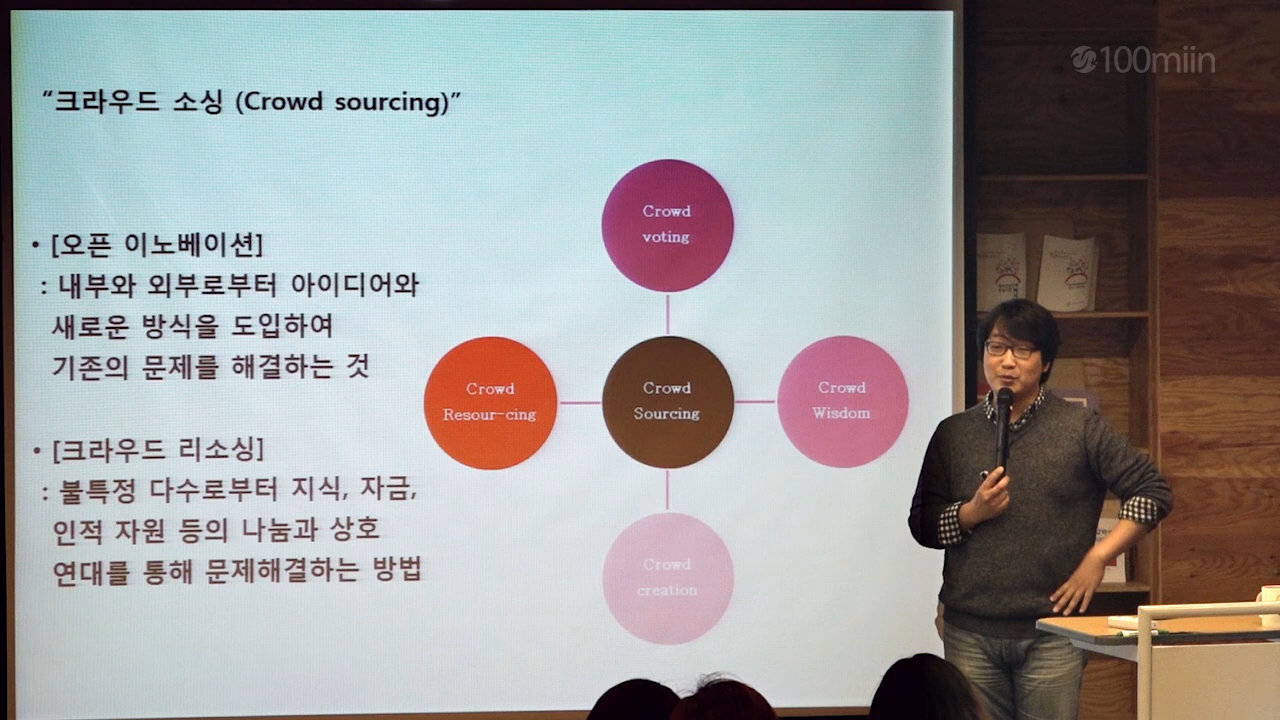 100miin
“크라우드 소싱 (Crowd sourcing)”
• [오픈 이노베이션]
: 내부와 외부로부터 아이디어와
새로운 방식을 도입하여
기존의 문제를 해결하는 것
• [크라우드 리소싱]
: 불특정 다수로부터 지식, 자금,
인적 자원 등의 나눔과 상호
연대를 통해 문제해결하는 방법
Crowd
voting
Crowd
Resour-cing
Crowd
Sourcing
Crowd
Wisdom
Crowd
creation